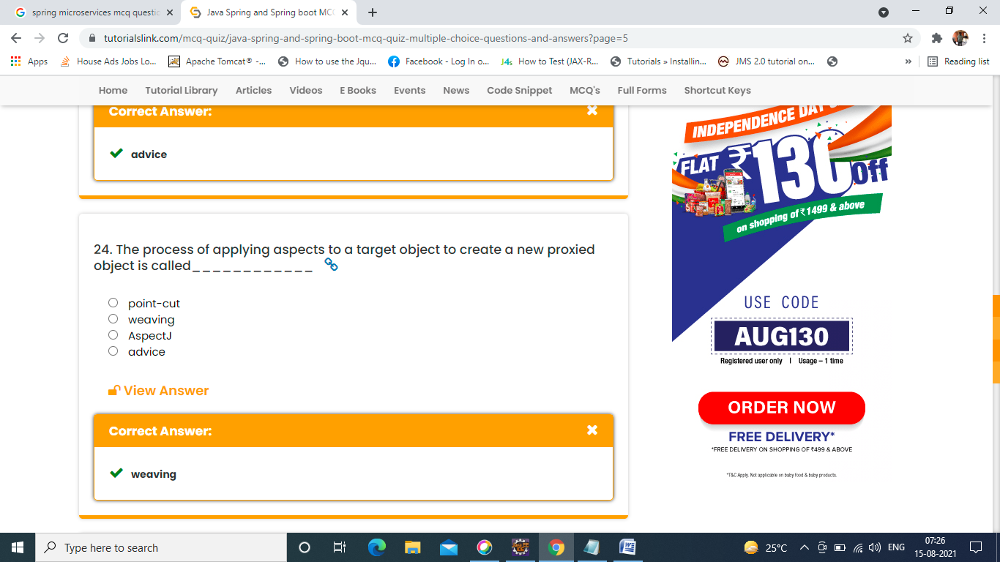 spring microservices mcq questic
Java Spring and Spring boot MC
tutorialslink.com/mcq-quiz/java-spring-and-spring-boot-mcq-quiz-multiple-choice-questions-and-answers?page=5
Apps House Ads Jobs Lo... Apache Tomcat® -... How to use the Jqu... Facebook - Log In o... J4s How to Test (JAX-R... Tutorials » Installin... JMS 2.0 tutorial on... » Reading list
Home Tutorial Library Articles Videos E Books Events News Code Snippet MCQ's Full Forms Shortcut Keys
Correct Answer:
advice
24. The process of applying aspects to a target object to create a new proxied
object is called____________
point-cut
weaving
AspectJ
advice
View Answer
Correct Answer:
weaving
INDEPENDENCE DAY
FLAT ₹130 Off
on shopping of ₹1499 & above
USE CODE
AUG130
Registered user only | Usage – 1 time
ORDER NOW
FREE DELIVERY*
*FREE DELIVERY ON SHOPPING OF ₹499 & ABOVE
*T&C Apply. Not applicable on baby food & baby products.
Type here to search
25°C ENG 07:26
15-08-2021